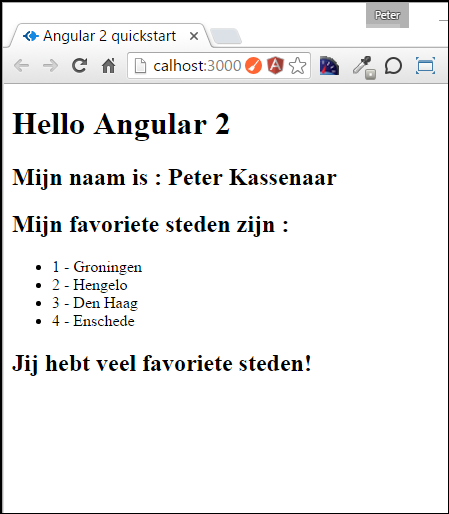 Peter
Angular 2 quickstart
calhost:3000
Hello Angular 2
Mijn naam is : Peter Kassenaar
Mijn favoriete steden zijn :
1 - Groningen
2 - Hengelo
3 - Den Haag
4 - Enschede
Jij hebt veel favoriete steden!